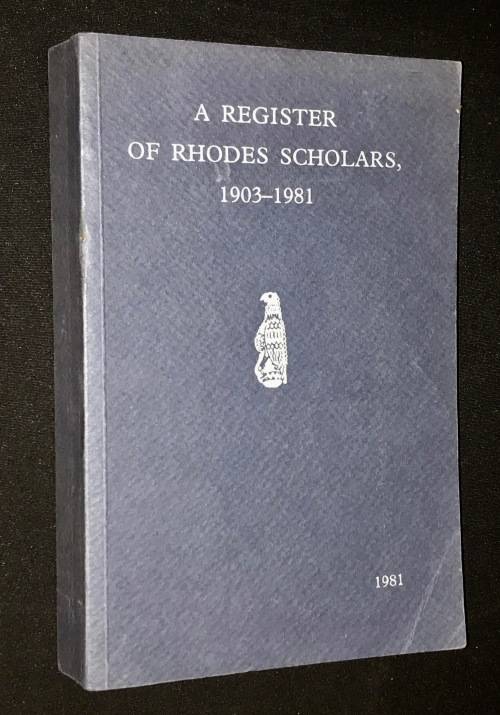 A REGISTER
OF RHODES SCHOLARS,
1903–1981
1981